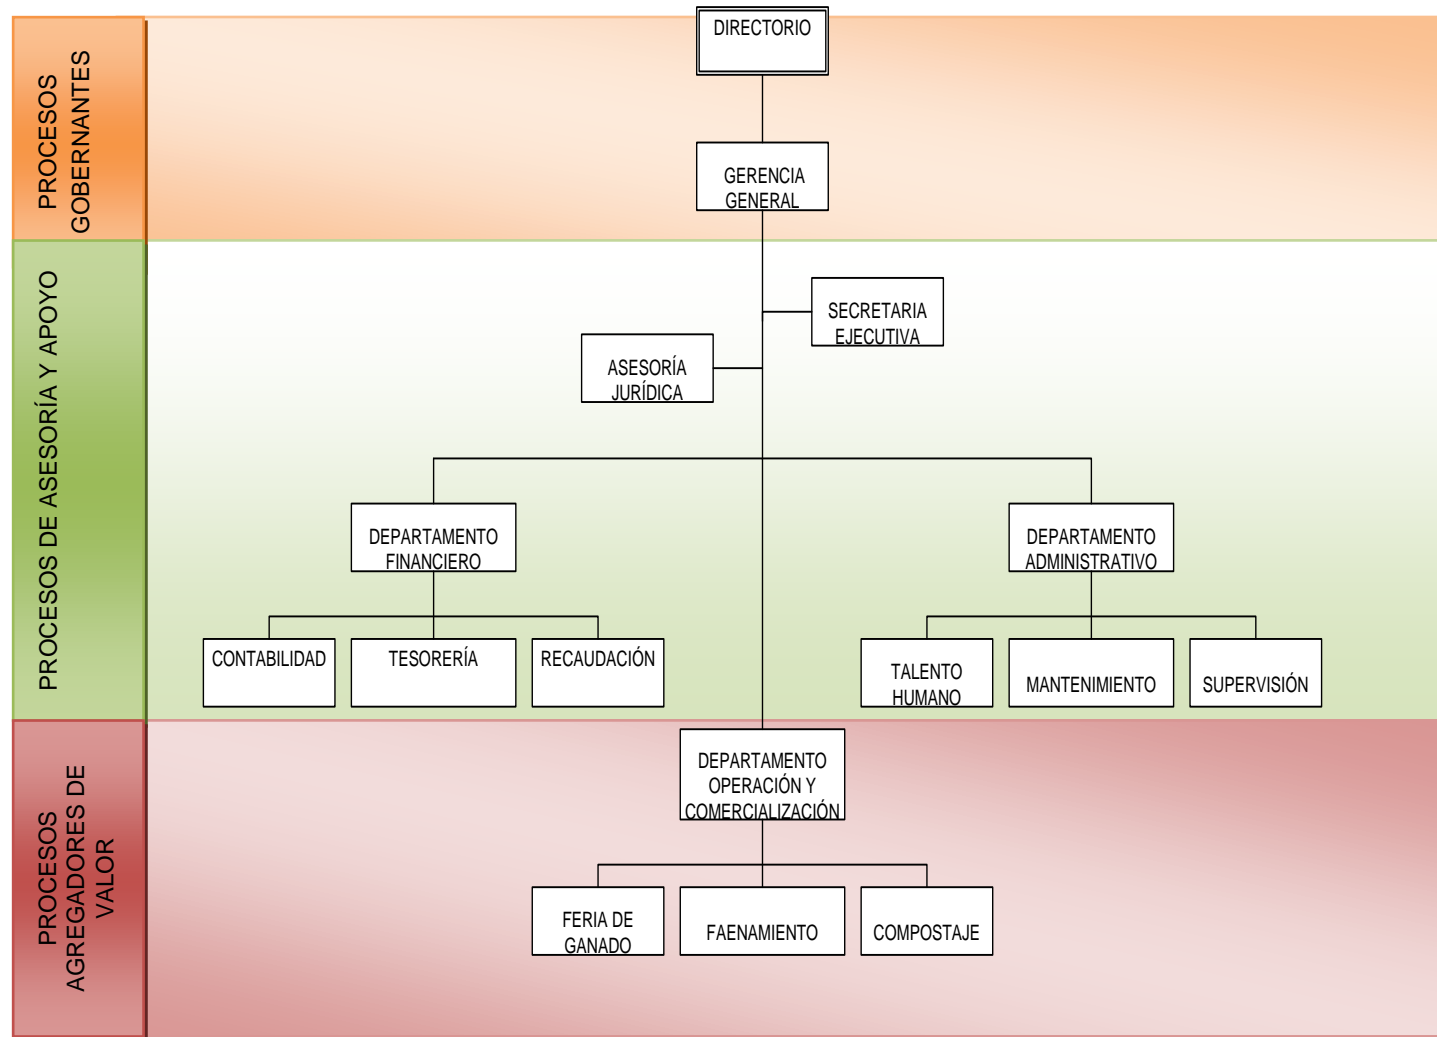 PROCESOS
GOBERNANTES
DIRECTORIO
GERENCIA
GENERAL
PROCESOS DE ASESORÍA Y APOYO
SECRETARIA
EJECUTIVA
ASESORÍA
JURÍDICA
DEPARTAMENTO
FINANCIERO
DEPARTAMENTO
ADMINISTRATIVO
CONTABILIDAD
TESORERÍA
RECAUDACIÓN
TALENTO
HUMANO
MANTENIMIENTO
SUPERVISIÓN
PROCESOS
AGREGADORES DE
VALOR
DEPARTAMENTO
OPERACIÓN Y
COMERCIALIZACIÓN
FERIA DE
GANADO
FAENAMIENTO
COMPOSTAJE